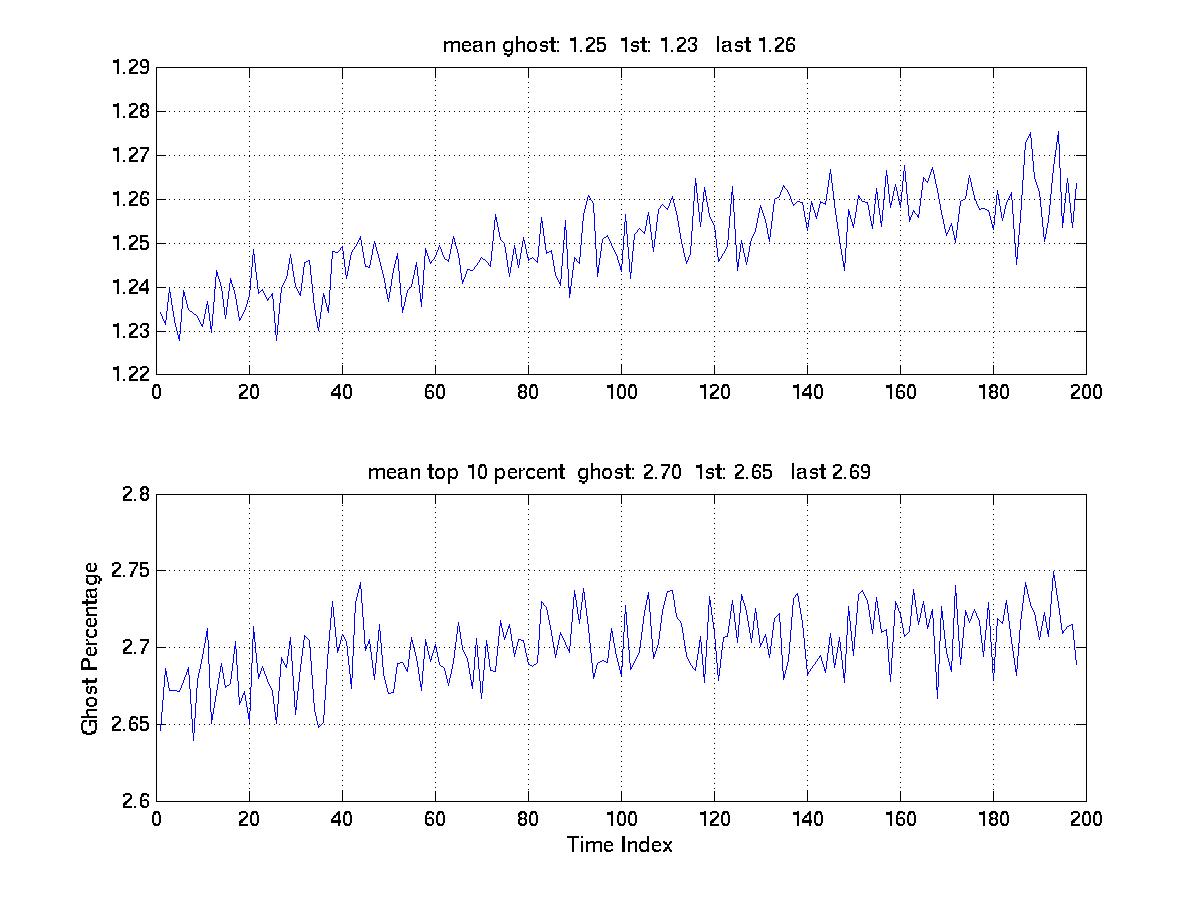 mean ghost: 1.25  1st: 1.23   last 1.26
1.29
1.28
1.27
1.26
1.25
1.24
1.23
1.22
0 20 40 60 80 100 120 140 160 180 200
mean top 10 percent  ghost: 2.70  1st: 2.65   last 2.69
Ghost Percentage
2.8
2.75
2.7
2.65
2.6
0 20 40 60 80 100 120 140 160 180 200
Time Index